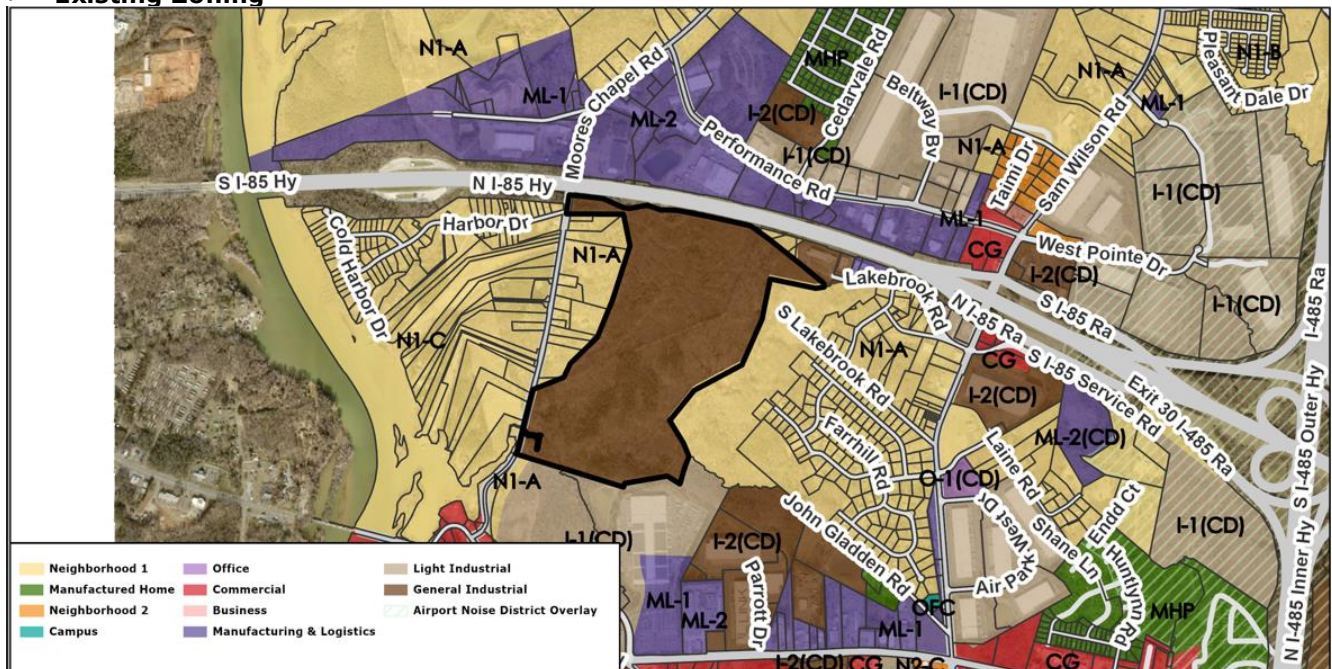 Existing Zoning
N1-A
ML-1
Moores Chapel Rd
ML-2
Performance Rd
MHP
I-2(CD)
I-1(CD)
Cedarvale Rd
Beltway Bv
I-1(CD)
N1-A
Sam Wilson Rd
ML-1
Pleasant Dale Dr
N1-B
N1-A
Taimi Dr
I-1(CD)
S I-85 Hy
N I-85 Hy
Harbor Dr
Cold Harbor Dr
N1-A
N1-C
ML-1
CG
West Pointe Dr
I-2(CD)
S I-85 Ra
I-1(CD)
I-485 Ra
Lakebrook Rd
N I-85 Ra
S I-85 Service Rd
S Lakebrook Rd
N1-A
CG
I-2(CD)
Exit 30 I-485 Ra
ML-2(CD)
S I-485 Outer Hy
N I-485 Inner Hy
Farrhill Rd
O-1(CD)
Laine Rd
Shane Ln
Endd Ct
Huntlynn Rd
I-1(CD)
N1-A
I-1(CD)
I-2(CD)
John Gladden Rd
West Pk Dr
Air Park
MHP
ML-1
ML-2
Parrott Dr
ML-1
OFC
I-2(CD)
CG
N2-C
CG
Neighborhood 1
Manufactured Home
Neighborhood 2
Campus
Office
Commercial
Business
Manufacturing & Logistics
Light Industrial
General Industrial
Airport Noise District Overlay